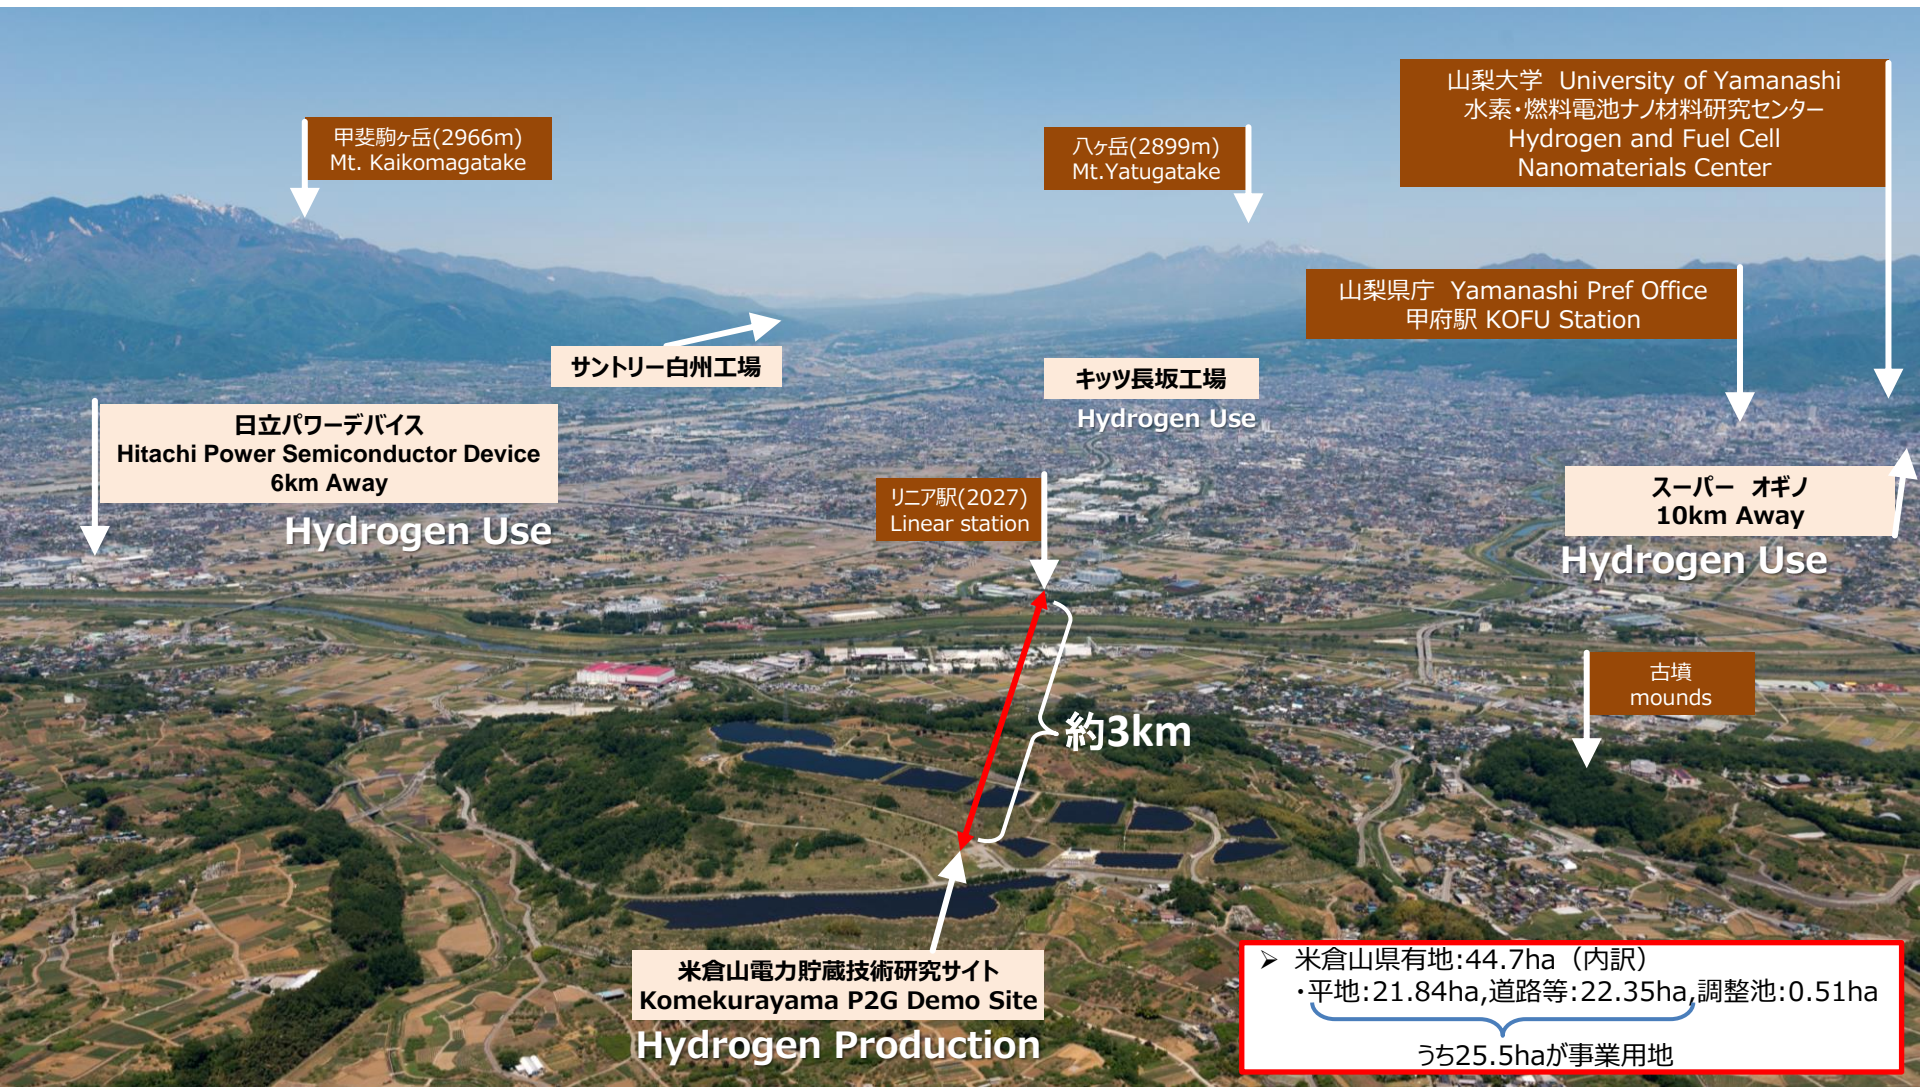 山梨大学 University of Yamanashi
水素・燃料電池ナノ材料研究センター
Hydrogen and Fuel Cell
Nanomaterials Center
甲斐駒ヶ岳(2966m)
Mt. Kaikomagatake
八ヶ岳(2899m)
Mt.Yatugatake
山梨県庁 Yamanashi Pref Office
甲府駅 KOFU Station
サントリー白州工場
キッツ長坂工場
Hydrogen Use
日立パワーデバイス
Hitachi Power Semiconductor Device
6km Away
Hydrogen Use
リニア駅(2027)
Linear station
スーパー オギノ
10km Away
Hydrogen Use
古墳
mounds
約3km
米倉山電力貯蔵技術研究サイト
Komekurayama P2G Demo Site
Hydrogen Production
➢ 米倉山県有地:44.7ha（内訳）
・平地:21.84ha,道路等:22.35ha,調整池:0.51ha
うち25.5haが事業用地